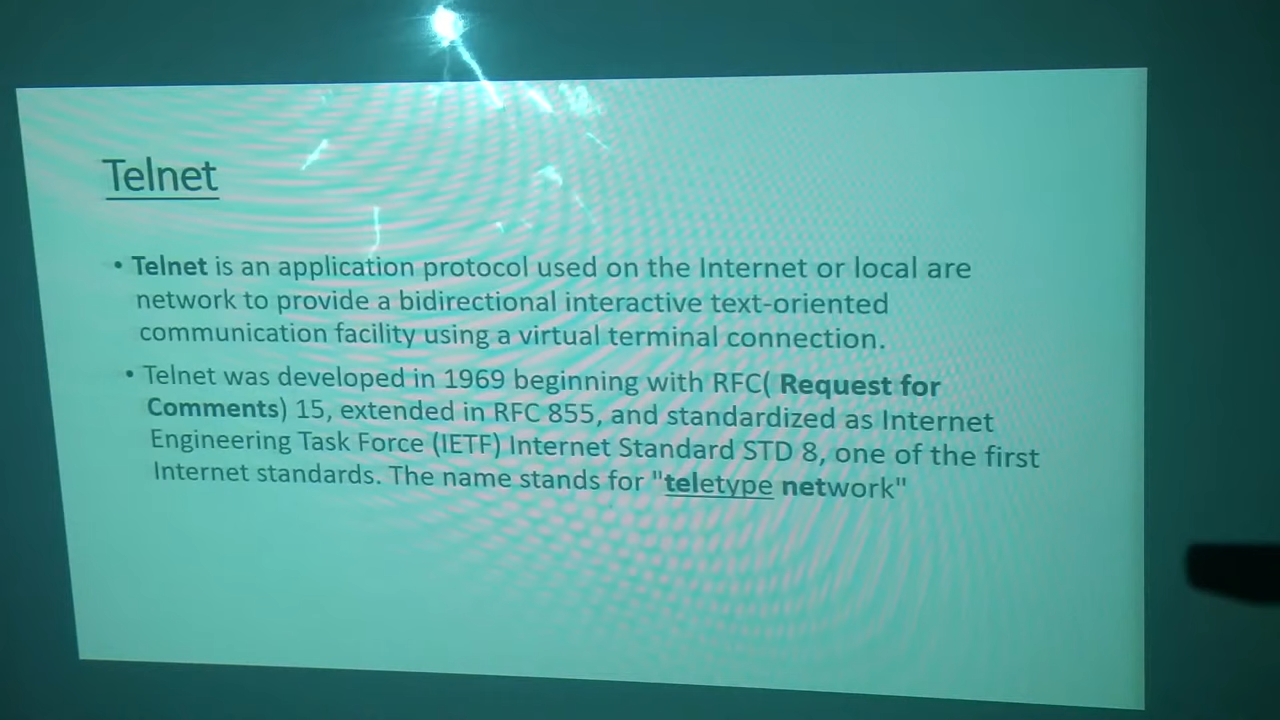 Telnet
• Telnet is an application protocol used on the Internet or local are
network to provide a bidirectional interactive text-oriented
communication facility using a virtual terminal connection.
• Telnet was developed in 1969 beginning with RFC( Request for
Comments) 15, extended in RFC 855, and standardized as Internet
Engineering Task Force (IETF) Internet Standard STD 8, one of the first
Internet standards. The name stands for "teletype network"